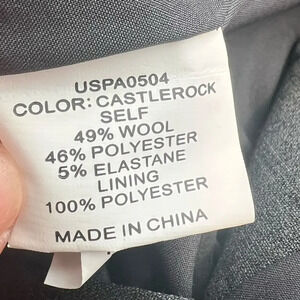 USPA0504
COLOR: CASTLEROCK
SELF
49% WOOL
46% POLYESTER
5% ELASTANE
LINING
100% POLYESTER
MADE IN CHINA